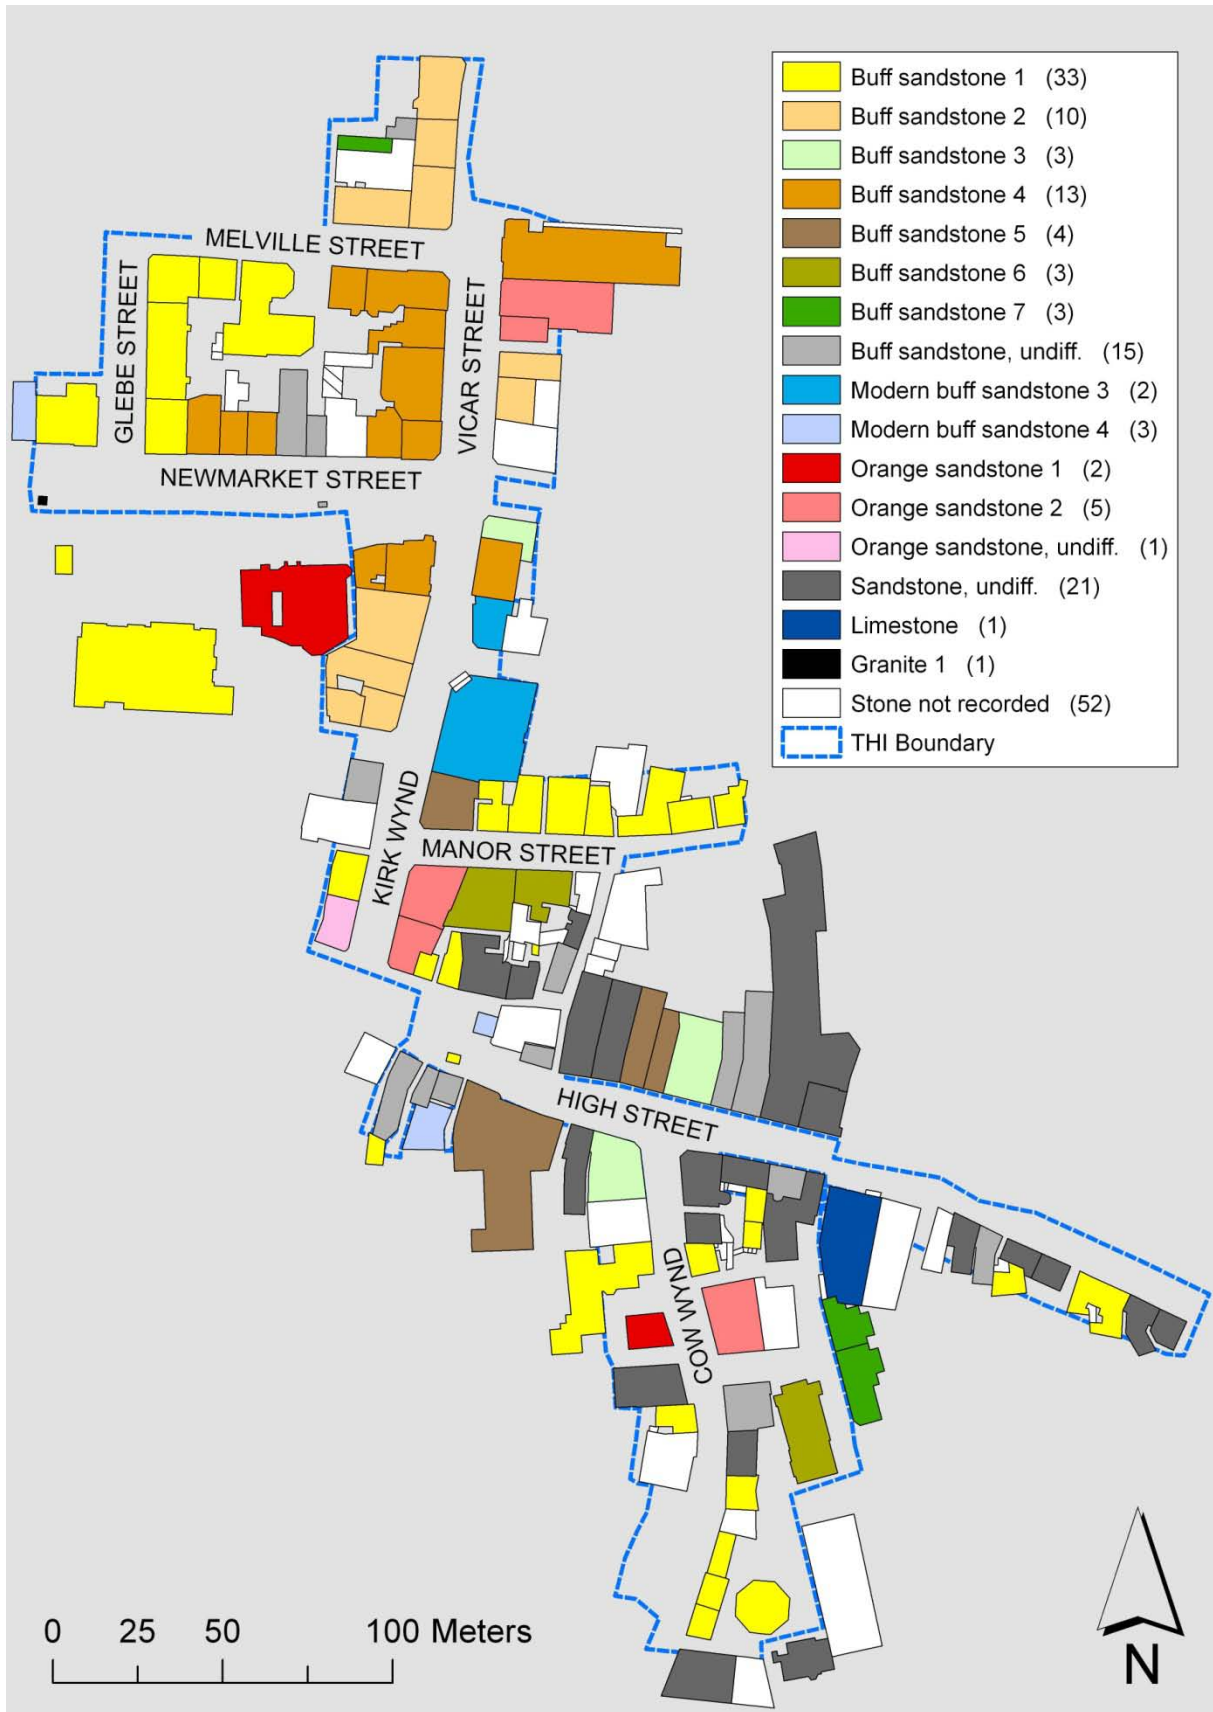 Buff sandstone 1 (33)
Buff sandstone 2 (10)
Buff sandstone 3 (3)
Buff sandstone 4 (13)
Buff sandstone 5 (4)
Buff sandstone 6 (3)
Buff sandstone 7 (3)
Buff sandstone, undiff. (15)
Modern buff sandstone 3 (2)
Modern buff sandstone 4 (3)
Orange sandstone 1 (2)
Orange sandstone 2 (5)
Orange sandstone, undiff. (1)
Sandstone, undiff. (21)
Limestone (1)
Granite 1 (1)
Stone not recorded (52)
THI Boundary
MELVILLE STREET
GLEBE STREET
VICAR STREET
NEWMARKET STREET
KIRK WYND
MANOR STREET
HIGH STREET
COW WYND
0 25 50 100 Meters
N